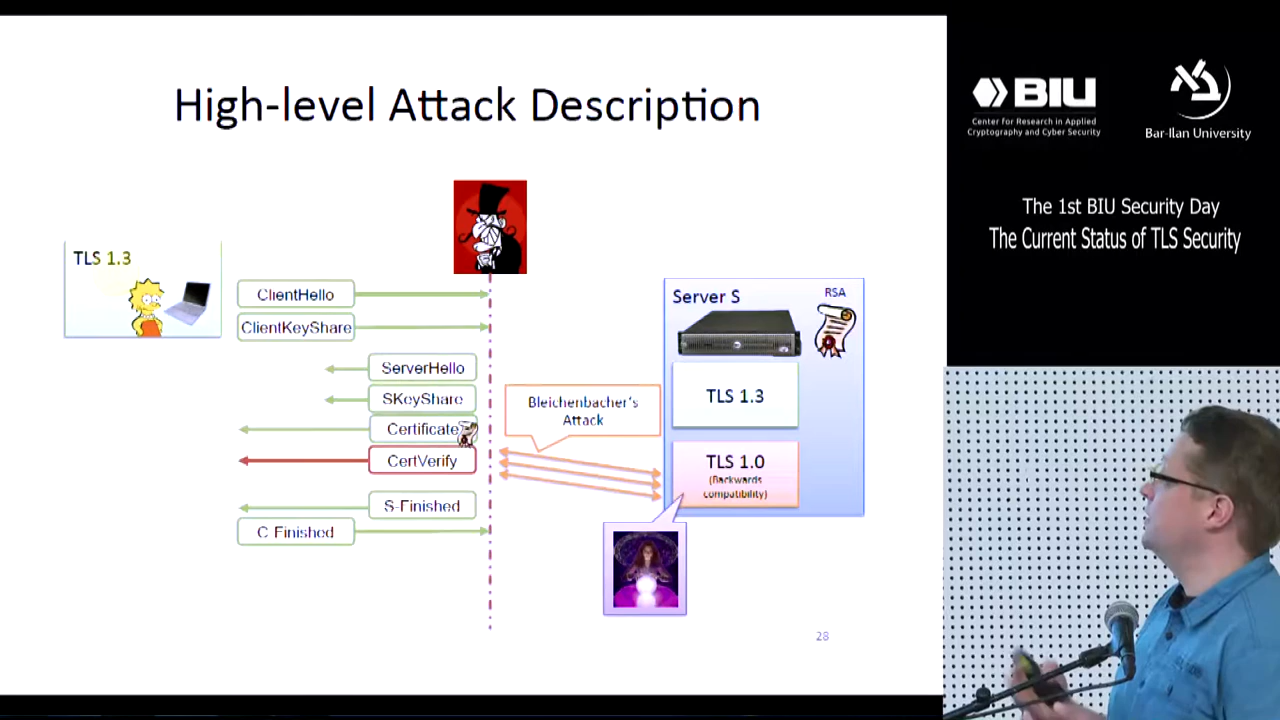 High-level Attack Description
TLS 1.3
ClientHello
ClientKeyShare
ServerHello
SKeyShare
Certificate
CertVerify
S-Finished
C Finished
Bleichenbacher's
Attack
Server S
RSA
TLS 1.3
TLS 1.0
(Backwards
compatibility)
28
BIU
Center for Research in Applied
Cryptography and Cyber Security
Bar-Ilan University
The 1st BIU Security Day
The Current Status of TLS Security